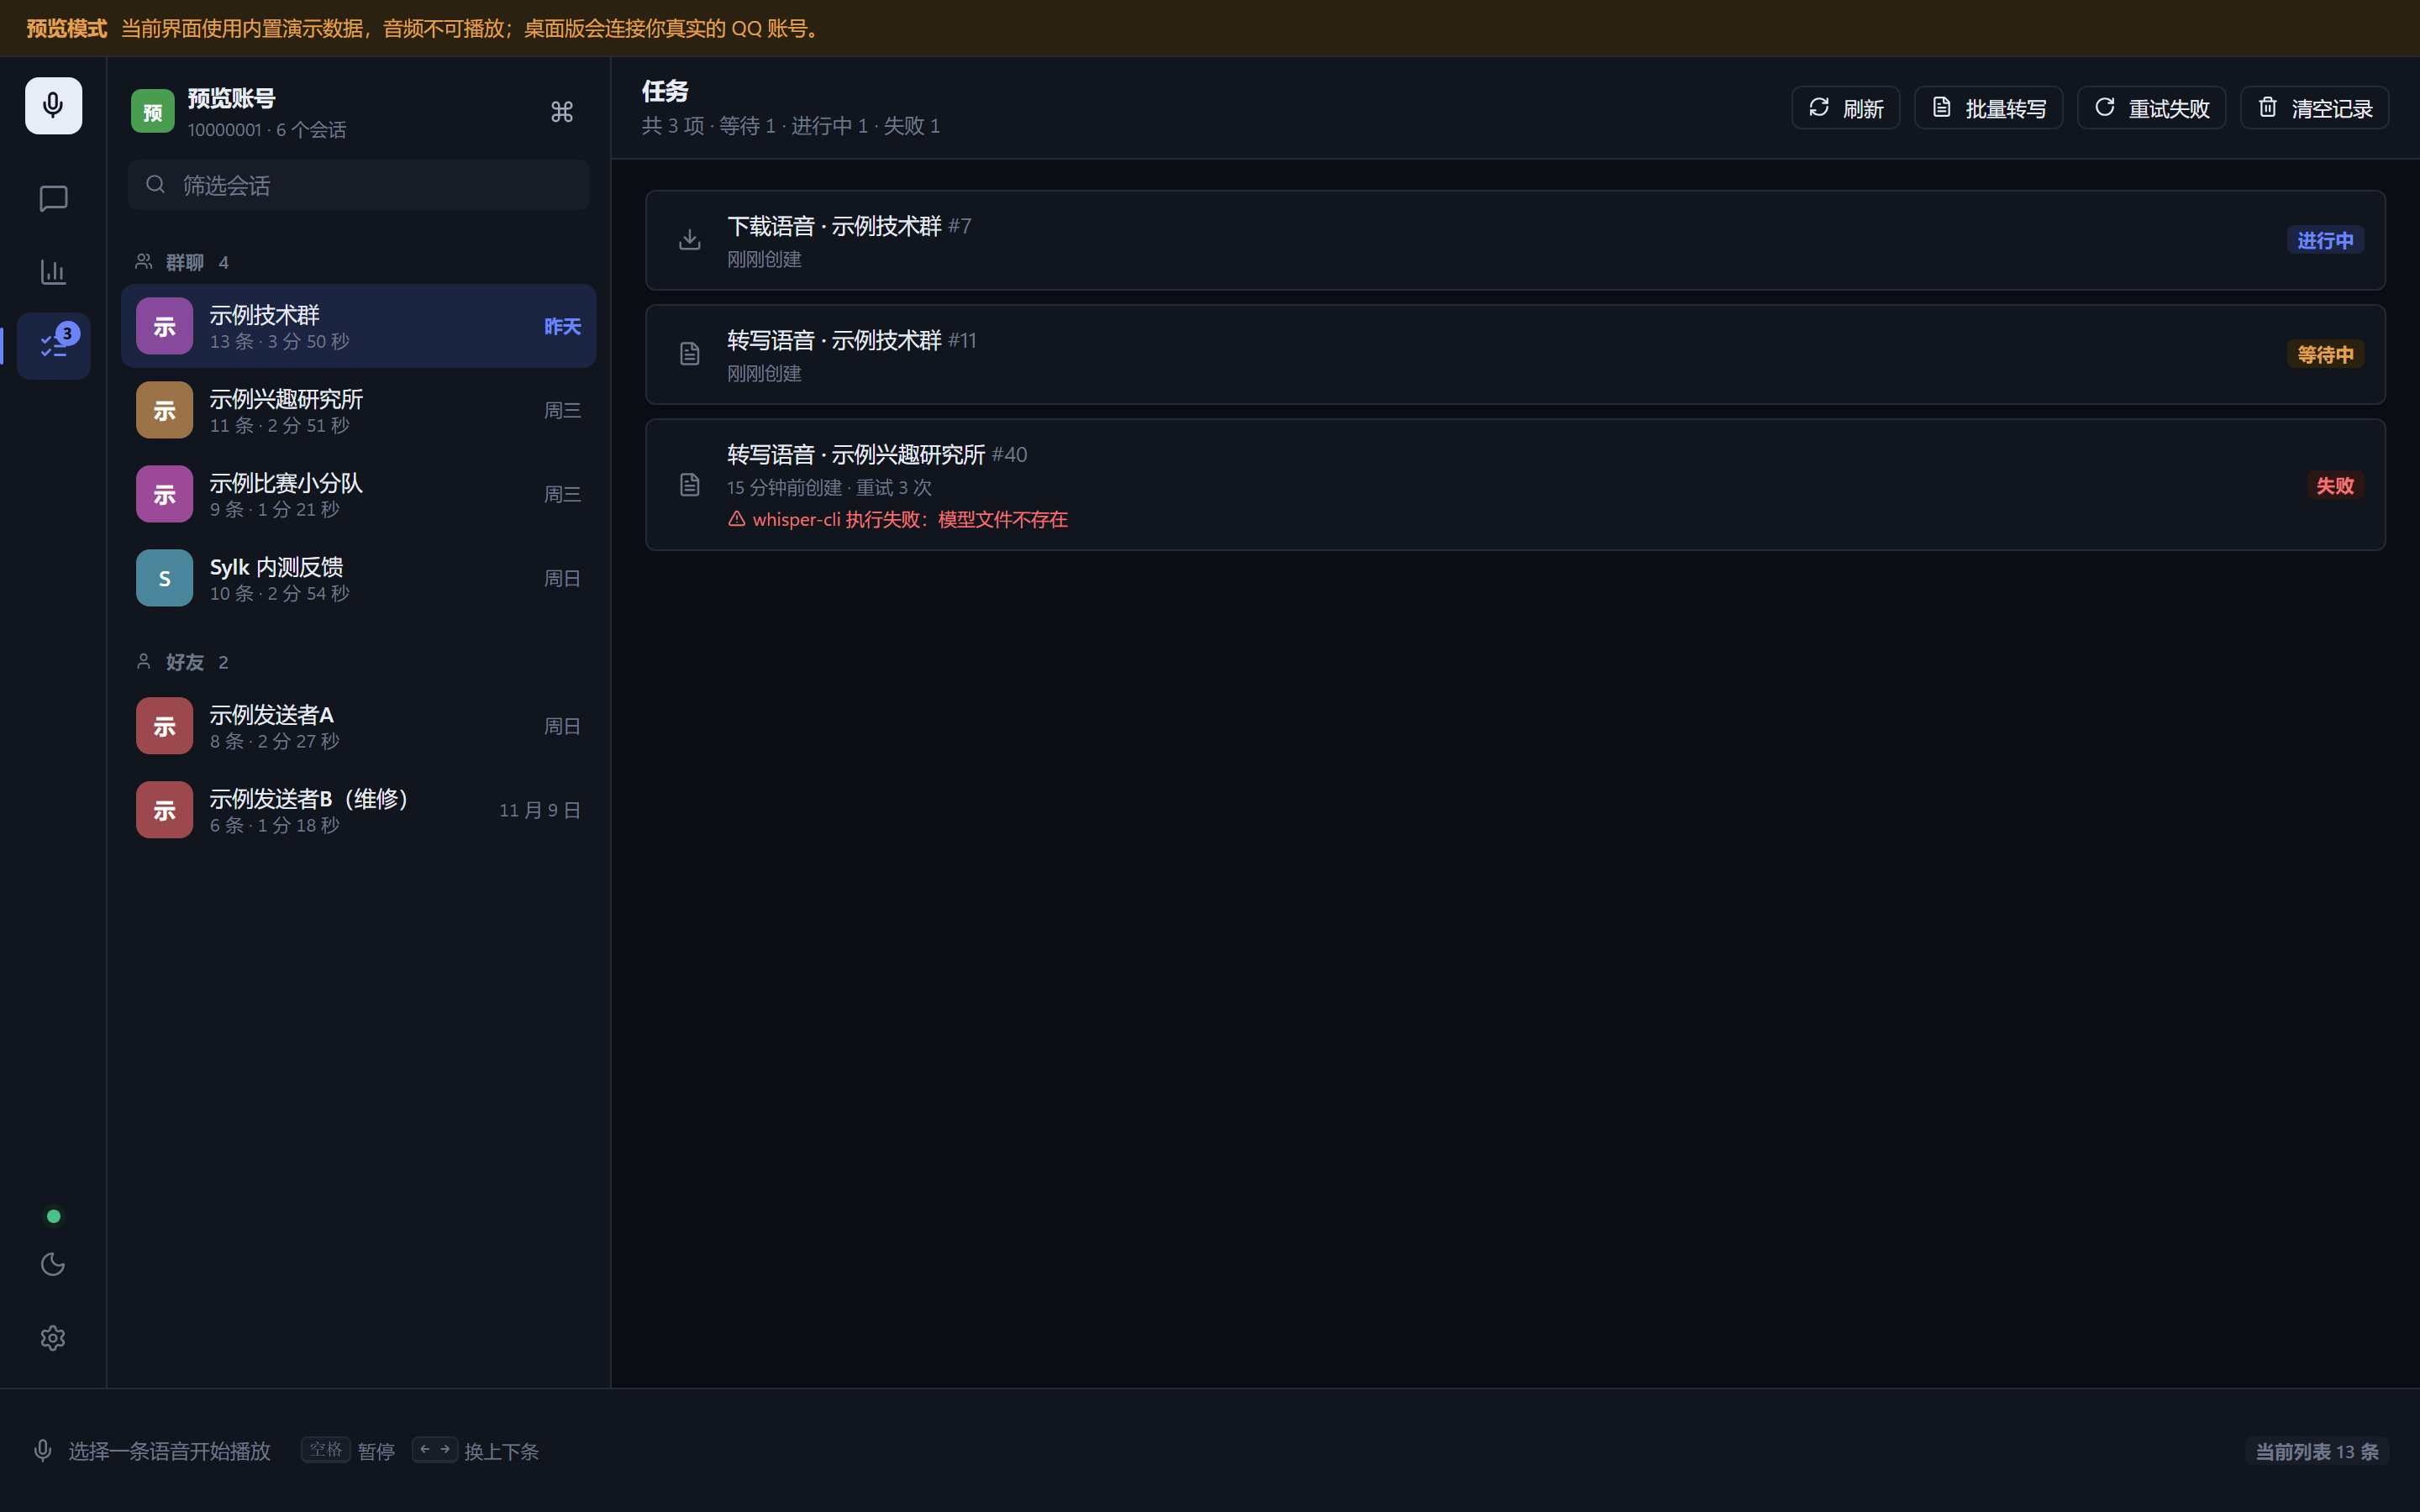 预览模式 当前界面使用内置演示数据，音频不可播放；桌面版会连接你真实的 QQ 账号。
3
预
预览账号
10000001 · 6 个会话
筛选会话
群聊 4
示
示例技术群
13 条 · 3 分 50 秒
昨天
示
示例兴趣研究所
11 条 · 2 分 51 秒
周三
示
示例比赛小分队
9 条 · 1 分 21 秒
周三
S
Sylk 内测反馈
10 条 · 2 分 54 秒
周日
好友 2
示
示例发送者A
8 条 · 2 分 27 秒
周日
示
示例发送者B（维修）
6 条 · 1 分 18 秒
11 月 9 日
任务
共 3 项 · 等待 1 · 进行中 1 · 失败 1
刷新
批量转写
重试失败
清空记录
下载语音 · 示例技术群 #7
刚刚创建
进行中
转写语音 · 示例技术群 #11
刚刚创建
等待中
转写语音 · 示例兴趣研究所 #40
15 分钟前创建 · 重试 3 次
whisper-cli 执行失败：模型文件不存在
失败
选择一条语音开始播放 空格 暂停 ← → 换上下条
当前列表 13 条